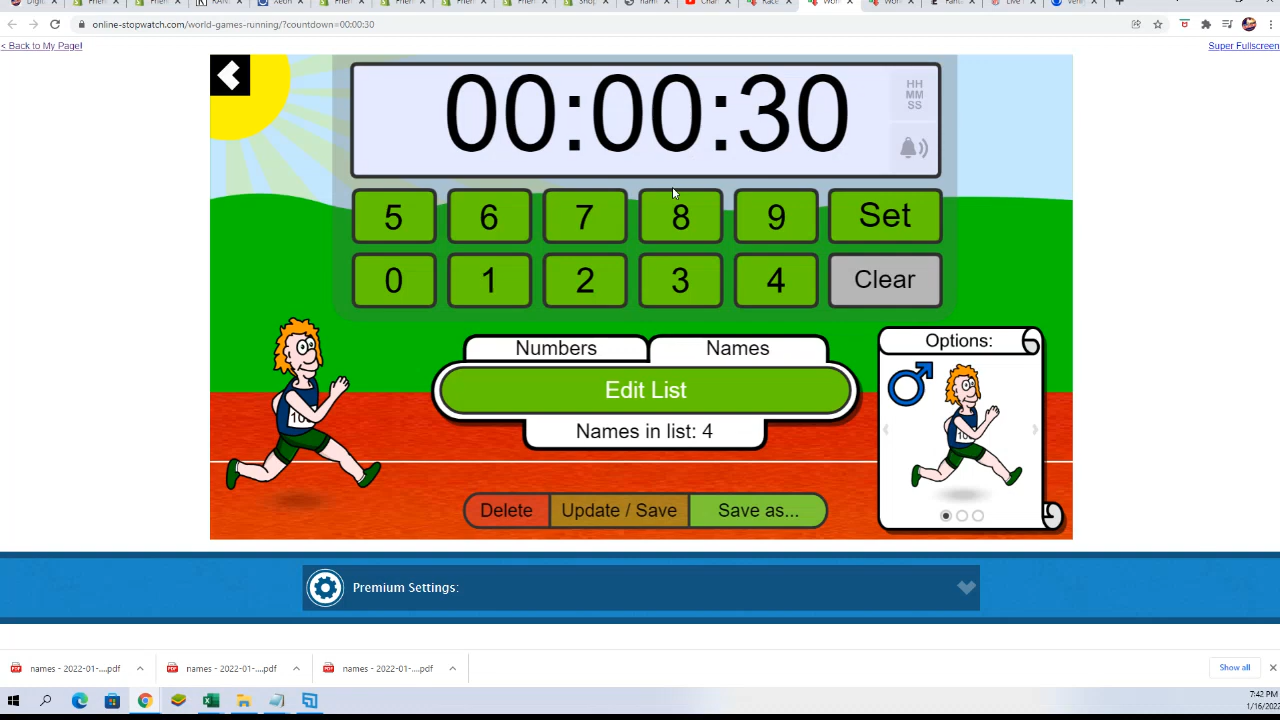 online-stopwatch.com/world-games-running/?countdown=00:00:30
< Back to My Page!
Super Fullscreen
00:00:30
HH
MM
SS
5 6 7 8 9 Set
0 1 2 3 4 Clear
Numbers Names
Options:
Edit List
Names in list: 4
Delete Update / Save Save as...
Premium Settings:
names - 2022-01-....pdf names - 2022-01-....pdf names - 2022-01-....pdf Show all
7:42 PM
1/16/2022